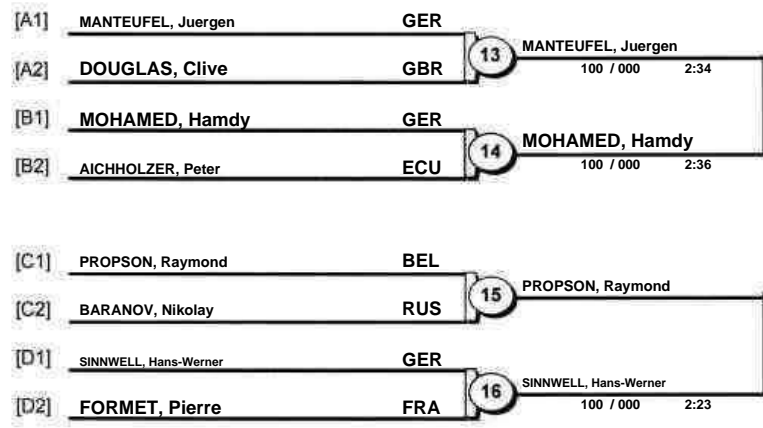 [A1] MANTEUFEL, Juergen GER
13 MANTEUFEL, Juergen
[A2] DOUGLAS, Clive GBR
100 / 000 2:34
[B1] MOHAMED, Hamdy GER
14 MOHAMED, Hamdy
[B2] AICHHOLZER, Peter ECU
100 / 000 2:36
[C1] PROPSON, Raymond BEL
15 PROPSON, Raymond
[C2] BARANOV, Nikolay RUS
[D1] SINNWELL, Hans-Werner GER
16 SINNWELL, Hans-Werner
[D2] FORMET, Pierre FRA
100 / 000 2:23